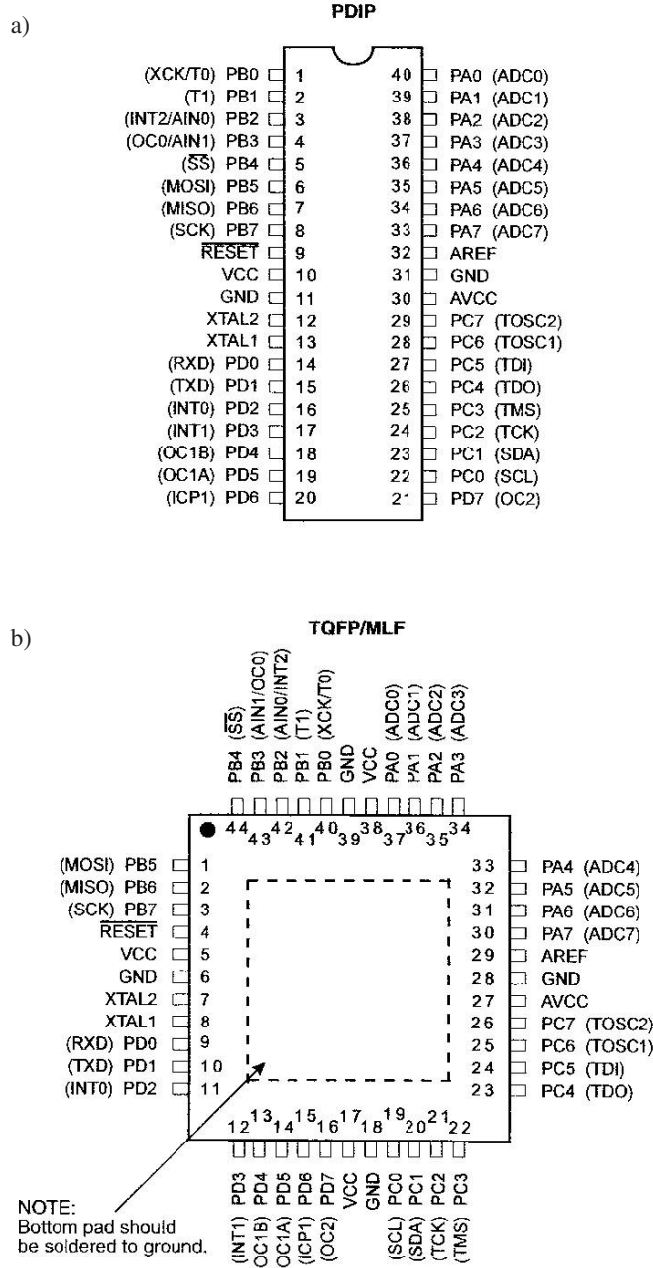 a)
PDIP
(XCK/T0) PB0 1 40 PA0 (ADC0)
(T1) PB1 2 39 PA1 (ADC1)
(INT2/AIN0) PB2 3 38 PA2 (ADC2)
(OC0/AIN1) PB3 4 37 PA3 (ADC3)
(SS) PB4 5 36 PA4 (ADC4)
(MOSI) PB5 6 35 PA5 (ADC5)
(MISO) PB6 7 34 PA6 (ADC6)
(SCK) PB7 8 33 PA7 (ADC7)
RESET 9 32 AREF
VCC 10 31 GND
GND 11 30 AVCC
XTAL2 12 29 PC7 (TOSC2)
XTAL1 13 28 PC6 (TOSC1)
(RXD) PD0 14 27 PC5 (TDI)
(TXD) PD1 15 26 PC4 (TDO)
(INT0) PD2 16 25 PC3 (TMS)
(INT1) PD3 17 24 PC2 (TCK)
(OC1B) PD4 18 23 PC1 (SDA)
(OC1A) PD5 19 22 PC0 (SCL)
(ICP1) PD6 20 21 PD7 (OC2)
b)
TQFP/MLF
PB4 (SS)
PB3 (AIN1/OC0)
PB2 (AIN0/INT2)
PB1 (T1)
PB0 (XCK/T0)
GND
VCC
PA0 (ADC0)
PA1 (ADC1)
PA2 (ADC2)
PA3 (ADC3)
44 43 42 41 40 39 38 37 36 35 34
(MOSI) PB5 1 33 PA4 (ADC4)
(MISO) PB6 2 32 PA5 (ADC5)
(SCK) PB7 3 31 PA6 (ADC6)
RESET 4 30 PA7 (ADC7)
VCC 5 29 AREF
GND 6 28 GND
XTAL2 7 27 AVCC
XTAL1 8 26 PC7 (TOSC2)
(RXD) PD0 9 25 PC6 (TOSC1)
(TXD) PD1 10 24 PC5 (TDI)
(INT0) PD2 11 23 PC4 (TDO)
12 13 14 15 16 17 18 19 20 21 22
(INT1) PD3
OC1B) PD4
OC1A) PD5
(ICP1) PD6
(OC2) PD7
VCC
GND
(SCL) PC0
(SDA) PC1
(TCK) PC2
(TMS) PC3
NOTE:
Bottom pad should
be soldered to ground.